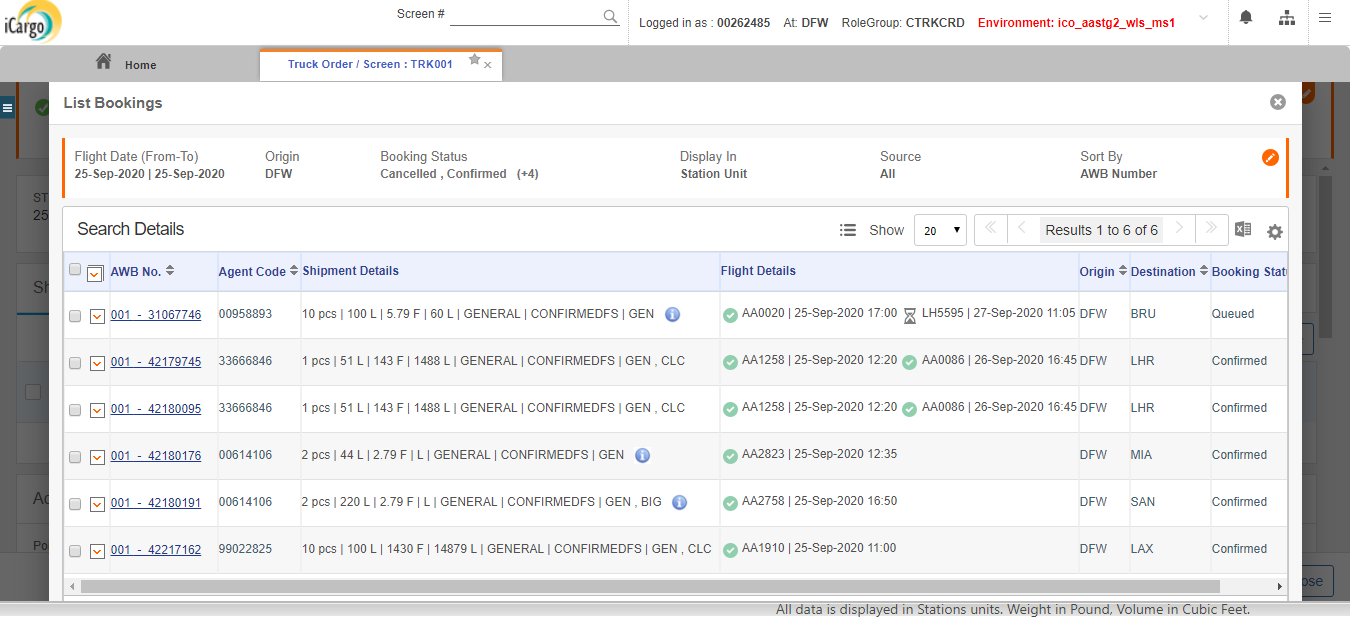 iCargo
Screen #
Logged in as : 00262485 At: DFW RoleGroup: CTRKCRD Environment: ico_aastg2_wls_ms1
Home
Truck Order / Screen : TRK001
List Bookings
Flight Date (From-To) Origin Booking Status Display In Source Sort By
25-Sep-2020 | 25-Sep-2020 DFW Cancelled , Confirmed (+4) Station Unit All AWB Number
Search Details
Show 20 Results 1 to 6 of 6
AWB No. Agent Code Shipment Details Flight Details Origin Destination Booking Stat
001 - 31067746 00958893 10 pcs | 100 L | 5.79 F | 60 L | GENERAL | CONFIRMEDFS | GEN AA0020 | 25-Sep-2020 17:00 LH5595 | 27-Sep-2020 11:05 DFW BRU Queued
001 - 42179745 33666846 1 pcs | 51 L | 143 F | 1488 L | GENERAL | CONFIRMEDFS | GEN , CLC AA1258 | 25-Sep-2020 12:20 AA0086 | 26-Sep-2020 16:45 DFW LHR Confirmed
001 - 42180095 33666846 1 pcs | 51 L | 143 F | 1488 L | GENERAL | CONFIRMEDFS | GEN , CLC AA1258 | 25-Sep-2020 12:20 AA0086 | 26-Sep-2020 16:45 DFW LHR Confirmed
001 - 42180176 00614106 2 pcs | 44 L | 2.79 F | L | GENERAL | CONFIRMEDFS | GEN AA2823 | 25-Sep-2020 12:35 DFW MIA Confirmed
001 - 42180191 00614106 2 pcs | 220 L | 2.79 F | L | GENERAL | CONFIRMEDFS | GEN , BIG AA2758 | 25-Sep-2020 16:50 DFW SAN Confirmed
001 - 42217162 99022825 10 pcs | 100 L | 1430 F | 14879 L | GENERAL | CONFIRMEDFS | GEN , CLC AA1910 | 25-Sep-2020 11:00 DFW LAX Confirmed
ST
25
Sh
Ac
Po
ose
All data is displayed in Stations units. Weight in Pound, Volume in Cubic Feet.